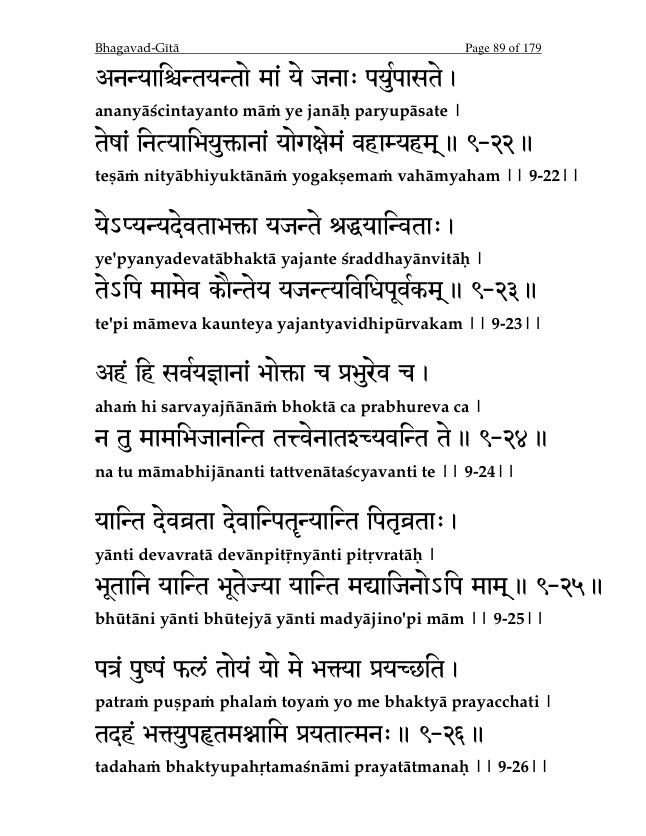 Bhagavad-Gītā Page 89 of 179
अनन्याश्चिन्तयन्तो मां ये जनाः पर्युपासते ।
ananyāścintayanto māṁ ye janāḥ paryupāsate |
तेषां नित्याभियुक्तानां योगक्षेमं वहाम्यहम् ॥ ९-२२ ॥
teṣāṁ nityābhiyuktānāṁ yogakṣemaṁ vahāmyaham || 9-22||
येऽप्यन्यदेवताभक्ता यजन्ते श्रद्धयान्विताः ।
ye'pyanyadevatābhaktā yajante śraddhayānvitāḥ |
तेऽपि मामेव कौन्तेय यजन्त्यविधिपूर्वकम् ॥ ९-२३ ॥
te'pi māmeva kaunteya yajantyavidhipūrvakam || 9-23||
अहं हि सर्वयज्ञानां भोक्ता च प्रभुरेव च ।
ahaṁ hi sarvayajñānāṁ bhoktā ca prabhureva ca |
न तु मामभिजानन्ति तत्त्वेनातश्च्यवन्ति ते ॥ ९-२४ ॥
na tu māmabhijānanti tattvenātaścyavanti te || 9-24||
यान्ति देवव्रता देवान्पितॄन्यान्ति पितृव्रताः ।
yānti devavratā devānpitṝnyānti pitṛvratāḥ |
भूतानि यान्ति भूतेज्या यान्ति मद्याजिनोऽपि माम् ॥ ९-२५ ॥
bhūtāni yānti bhūtejyā yānti madyājino'pi mām || 9-25||
पत्रं पुष्पं फलं तोयं यो मे भक्त्या प्रयच्छति ।
patraṁ puṣpaṁ phalaṁ toyaṁ yo me bhaktyā prayacchati |
तदहं भक्त्युपहृतमश्नामि प्रयतात्मनः ॥ ९-२६ ॥
tadahaṁ bhaktyupahṛtamaśnāmi prayatātmanaḥ || 9-26||